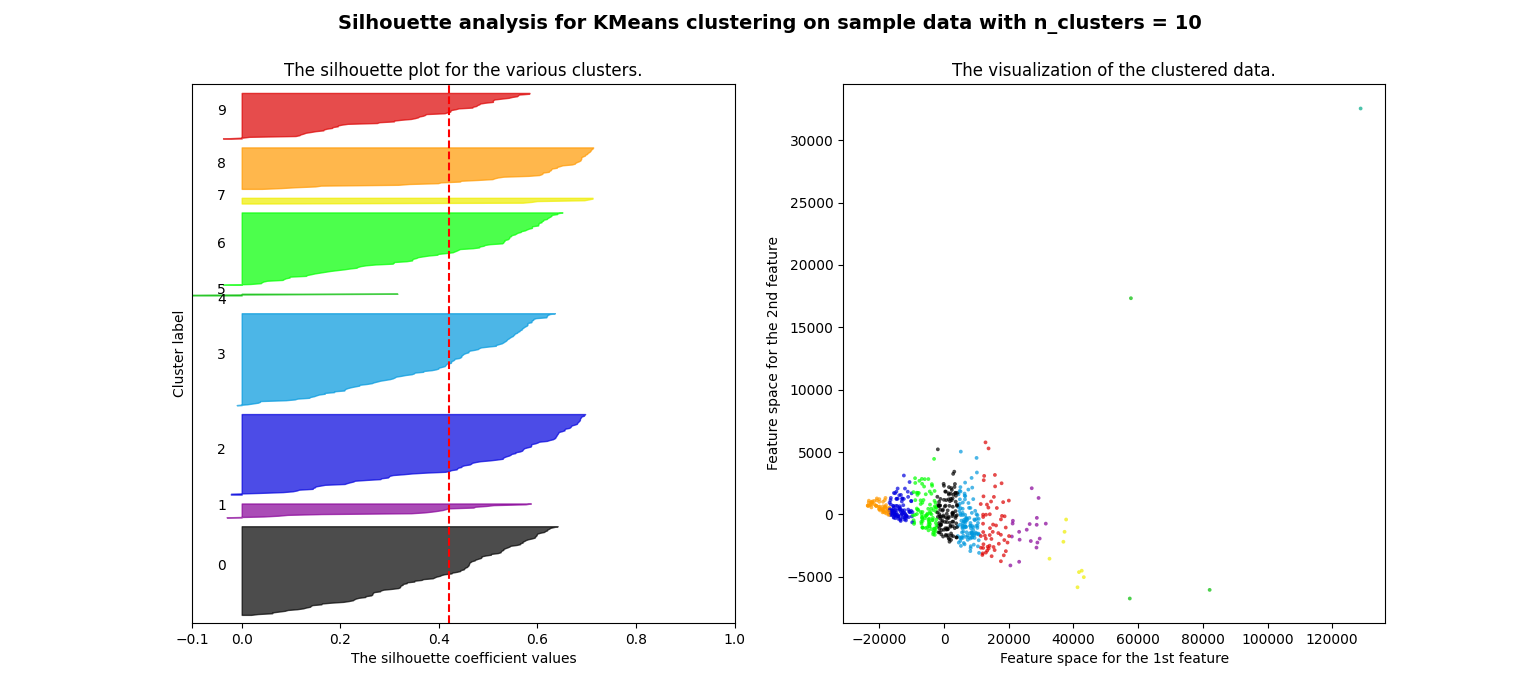 Silhouette analysis for KMeans clustering on sample data with n_clusters = 10
The silhouette plot for the various clusters.
9
8
7
6
5
4
3
2
1
0
Cluster label
−0.1 0.0 0.2 0.4 0.6 0.8 1.0
The silhouette coefficient values
The visualization of the clustered data.
30000
25000
20000
15000
10000
5000
0
−5000
Feature space for the 2nd feature
−20000 0 20000 40000 60000 80000 100000 120000
Feature space for the 1st feature